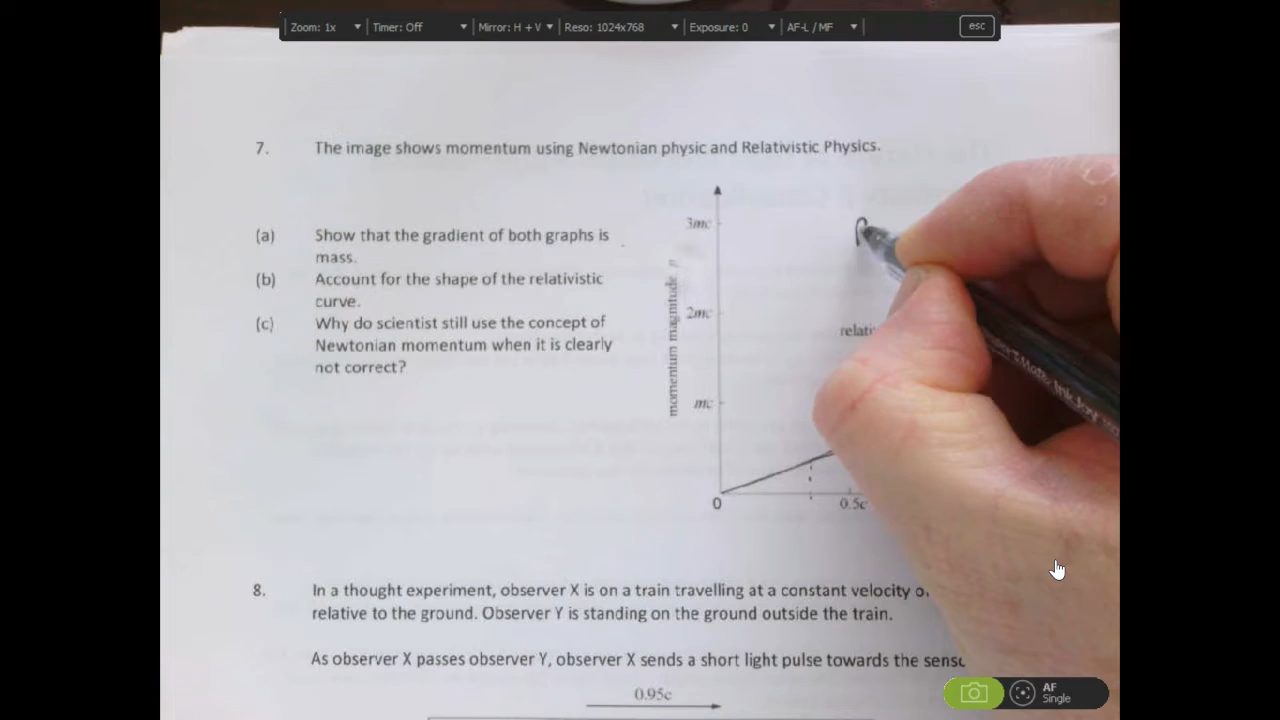 Zoom: 1x Timer: Off Mirror: H + V Reso: 1024x768 Exposure: 0 AF-L / MF esc
7. The image shows momentum using Newtonian physic and Relativistic Physics.
(a) Show that the gradient of both graphs is
mass.
(b) Account for the shape of the relativistic
curve.
(c) Why do scientist still use the concept of
Newtonian momentum when it is clearly
not correct?
3mc
2mc
mc
momentum magnitude p
relati
0 0.5c
8. In a thought experiment, observer X is on a train travelling at a constant velocity
relative to the ground. Observer Y is standing on the ground outside the train.
As observer X passes observer Y, observer X sends a short light pulse towards the
0.95c
AF
Single